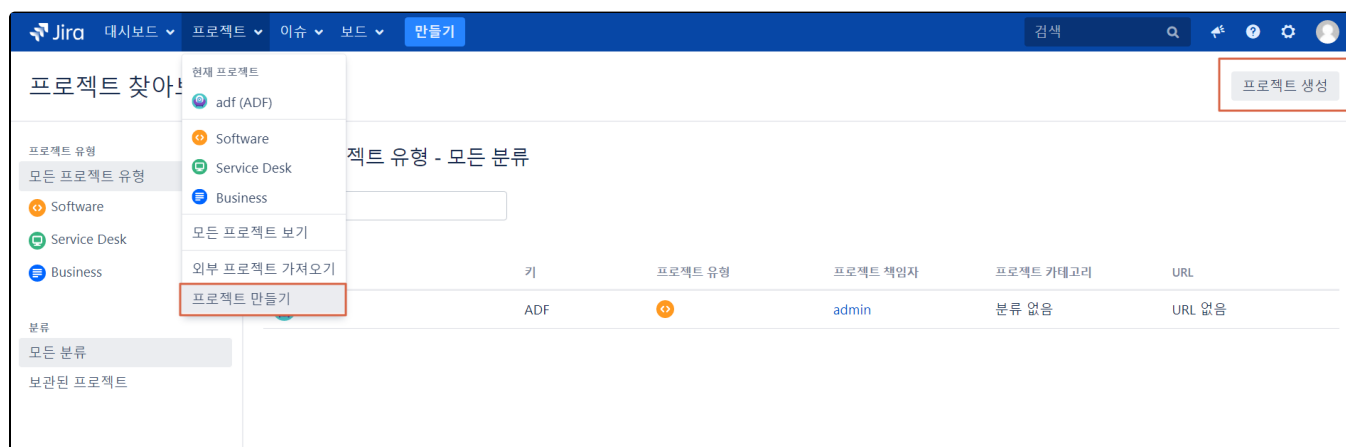 Jira 대시보드 프로젝트 이슈 보드 만들기 검색
프로젝트 찾아
프로젝트 생성
현재 프로젝트
adf (ADF)
Software
Service Desk
Business
모든 프로젝트 보기
외부 프로젝트 가져오기
프로젝트 만들기
프로젝트 유형
모든 프로젝트 유형
Software
Service Desk
Business
분류
모든 분류
보관된 프로젝트
젝트 유형 - 모든 분류
키 프로젝트 유형 프로젝트 책임자 프로젝트 카테고리 URL
ADF admin 분류 없음 URL 없음